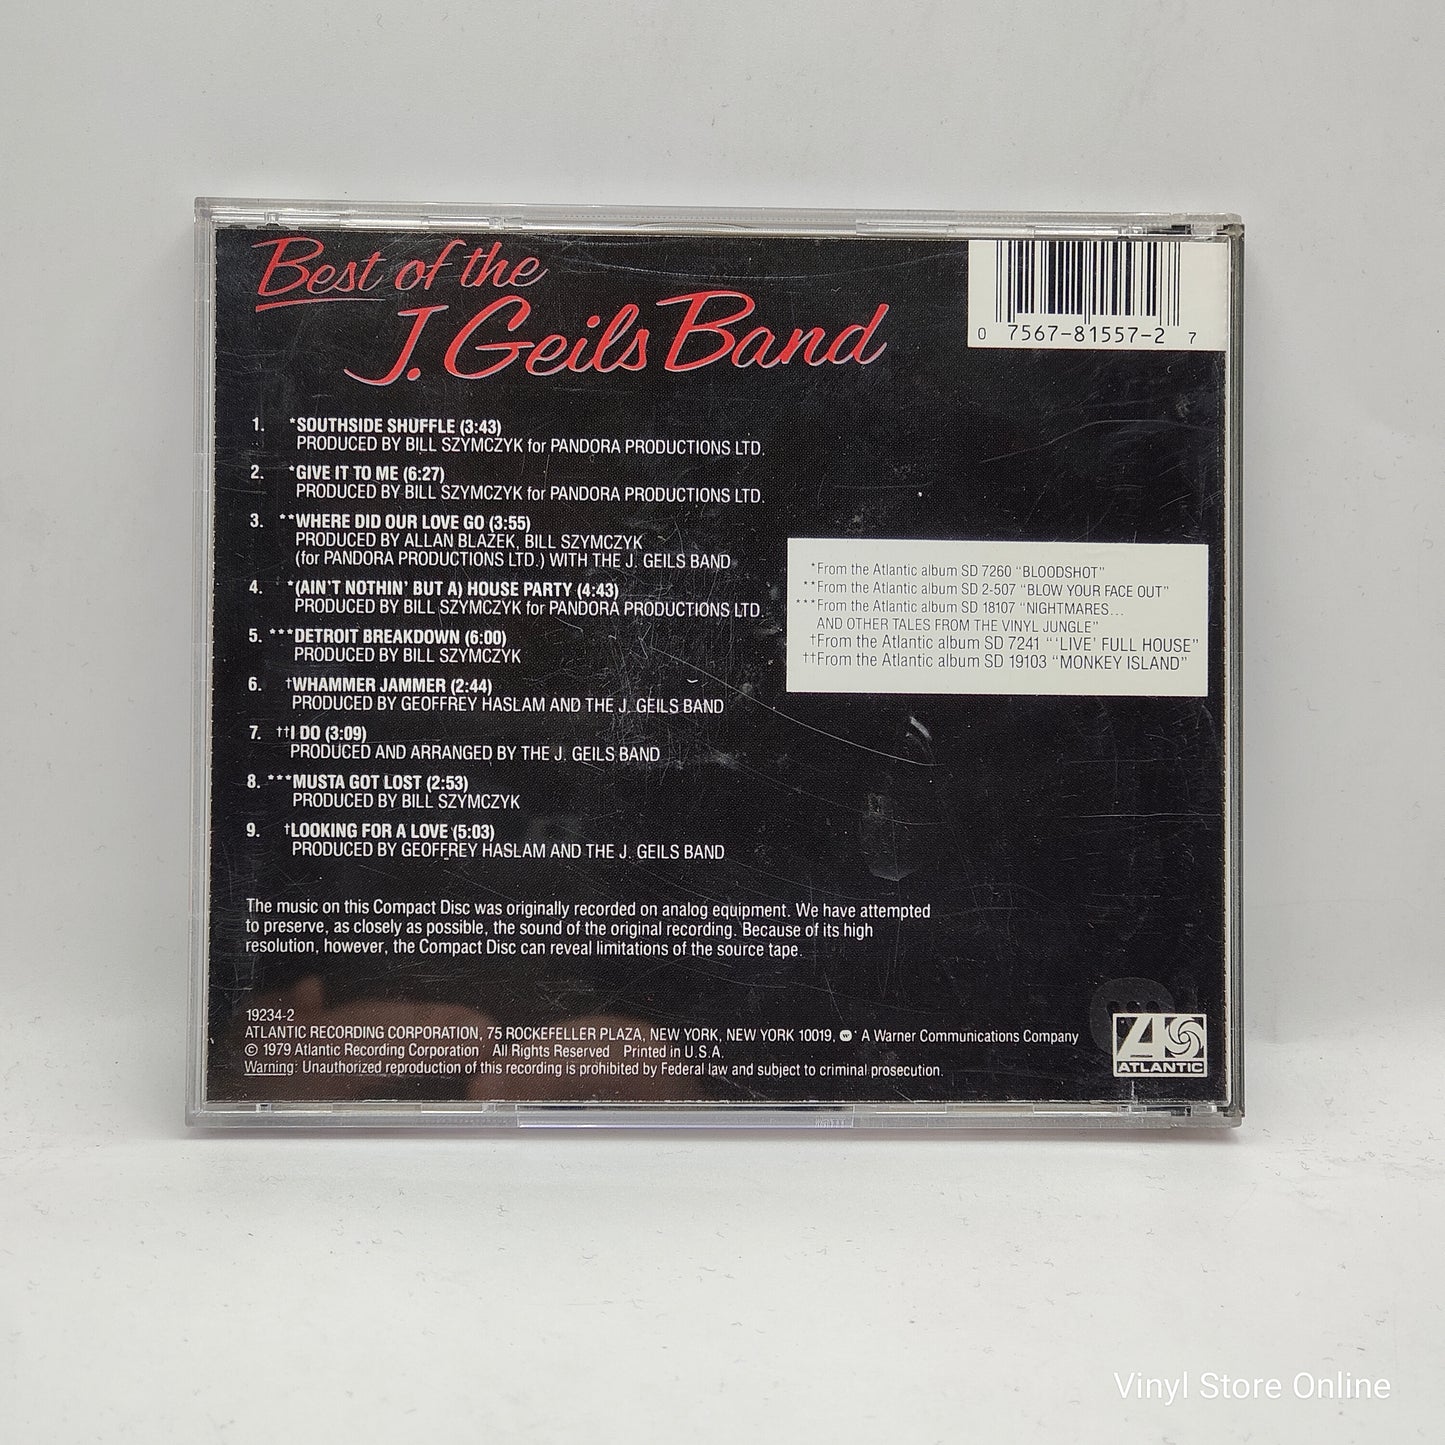 Best of the
J. Geils Band
0 7567-81557-2 7
1. *SOUTHSIDE SHUFFLE (3:43)
PRODUCED BY BILL SZYMCZYK for PANDORA PRODUCTIONS LTD.
2. *GIVE IT TO ME (6:27)
PRODUCED BY BILL SZYMCZYK for PANDORA PRODUCTIONS LTD.
3. **WHERE DID OUR LOVE GO (3:55)
PRODUCED BY ALLAN BLAZEK, BILL SZYMCZYK
(for PANDORA PRODUCTIONS LTD.) WITH THE J. GEILS BAND
4. *(AIN'T NOTHIN' BUT A) HOUSE PARTY (4:43)
PRODUCED BY BILL SZYMCZYK for PANDORA PRODUCTIONS LTD.
5. ***DETROIT BREAKDOWN (6:00)
PRODUCED BY BILL SZYMCZYK
6. †WHAMMER JAMMER (2:44)
PRODUCED BY GEOFFREY HASLAM AND THE J. GEILS BAND
7. ††I DO (3:09)
PRODUCED AND ARRANGED BY THE J. GEILS BAND
8. ***MUSTA GOT LOST (2:53)
PRODUCED BY BILL SZYMCZYK
9. †LOOKING FOR A LOVE (5:03)
PRODUCED BY GEOFFREY HASLAM AND THE J. GEILS BAND
*From the Atlantic album SD 7260 "BLOODSHOT"
**From the Atlantic album SD 2-507 "BLOW YOUR FACE OUT"
***From the Atlantic album SD 18107 "NIGHTMARES...
AND OTHER TALES FROM THE VINYL JUNGLE"
†From the Atlantic album SD 7241 "'LIVE' FULL HOUSE"
††From the Atlantic album SD 19103 "MONKEY ISLAND"
The music on this Compact Disc was originally recorded on analog equipment. We have attempted
to preserve, as closely as possible, the sound of the original recording. Because of its high
resolution, however, the Compact Disc can reveal limitations of the source tape.
19234-2
ATLANTIC RECORDING CORPORATION, 75 ROCKEFELLER PLAZA, NEW YORK, NEW YORK 10019, A Warner Communications Company
© 1979 Atlantic Recording Corporation All Rights Reserved Printed in U.S.A.
Warning: Unauthorized reproduction of this recording is prohibited by Federal law and subject to criminal prosecution.
ATLANTIC
Vinyl Store Online